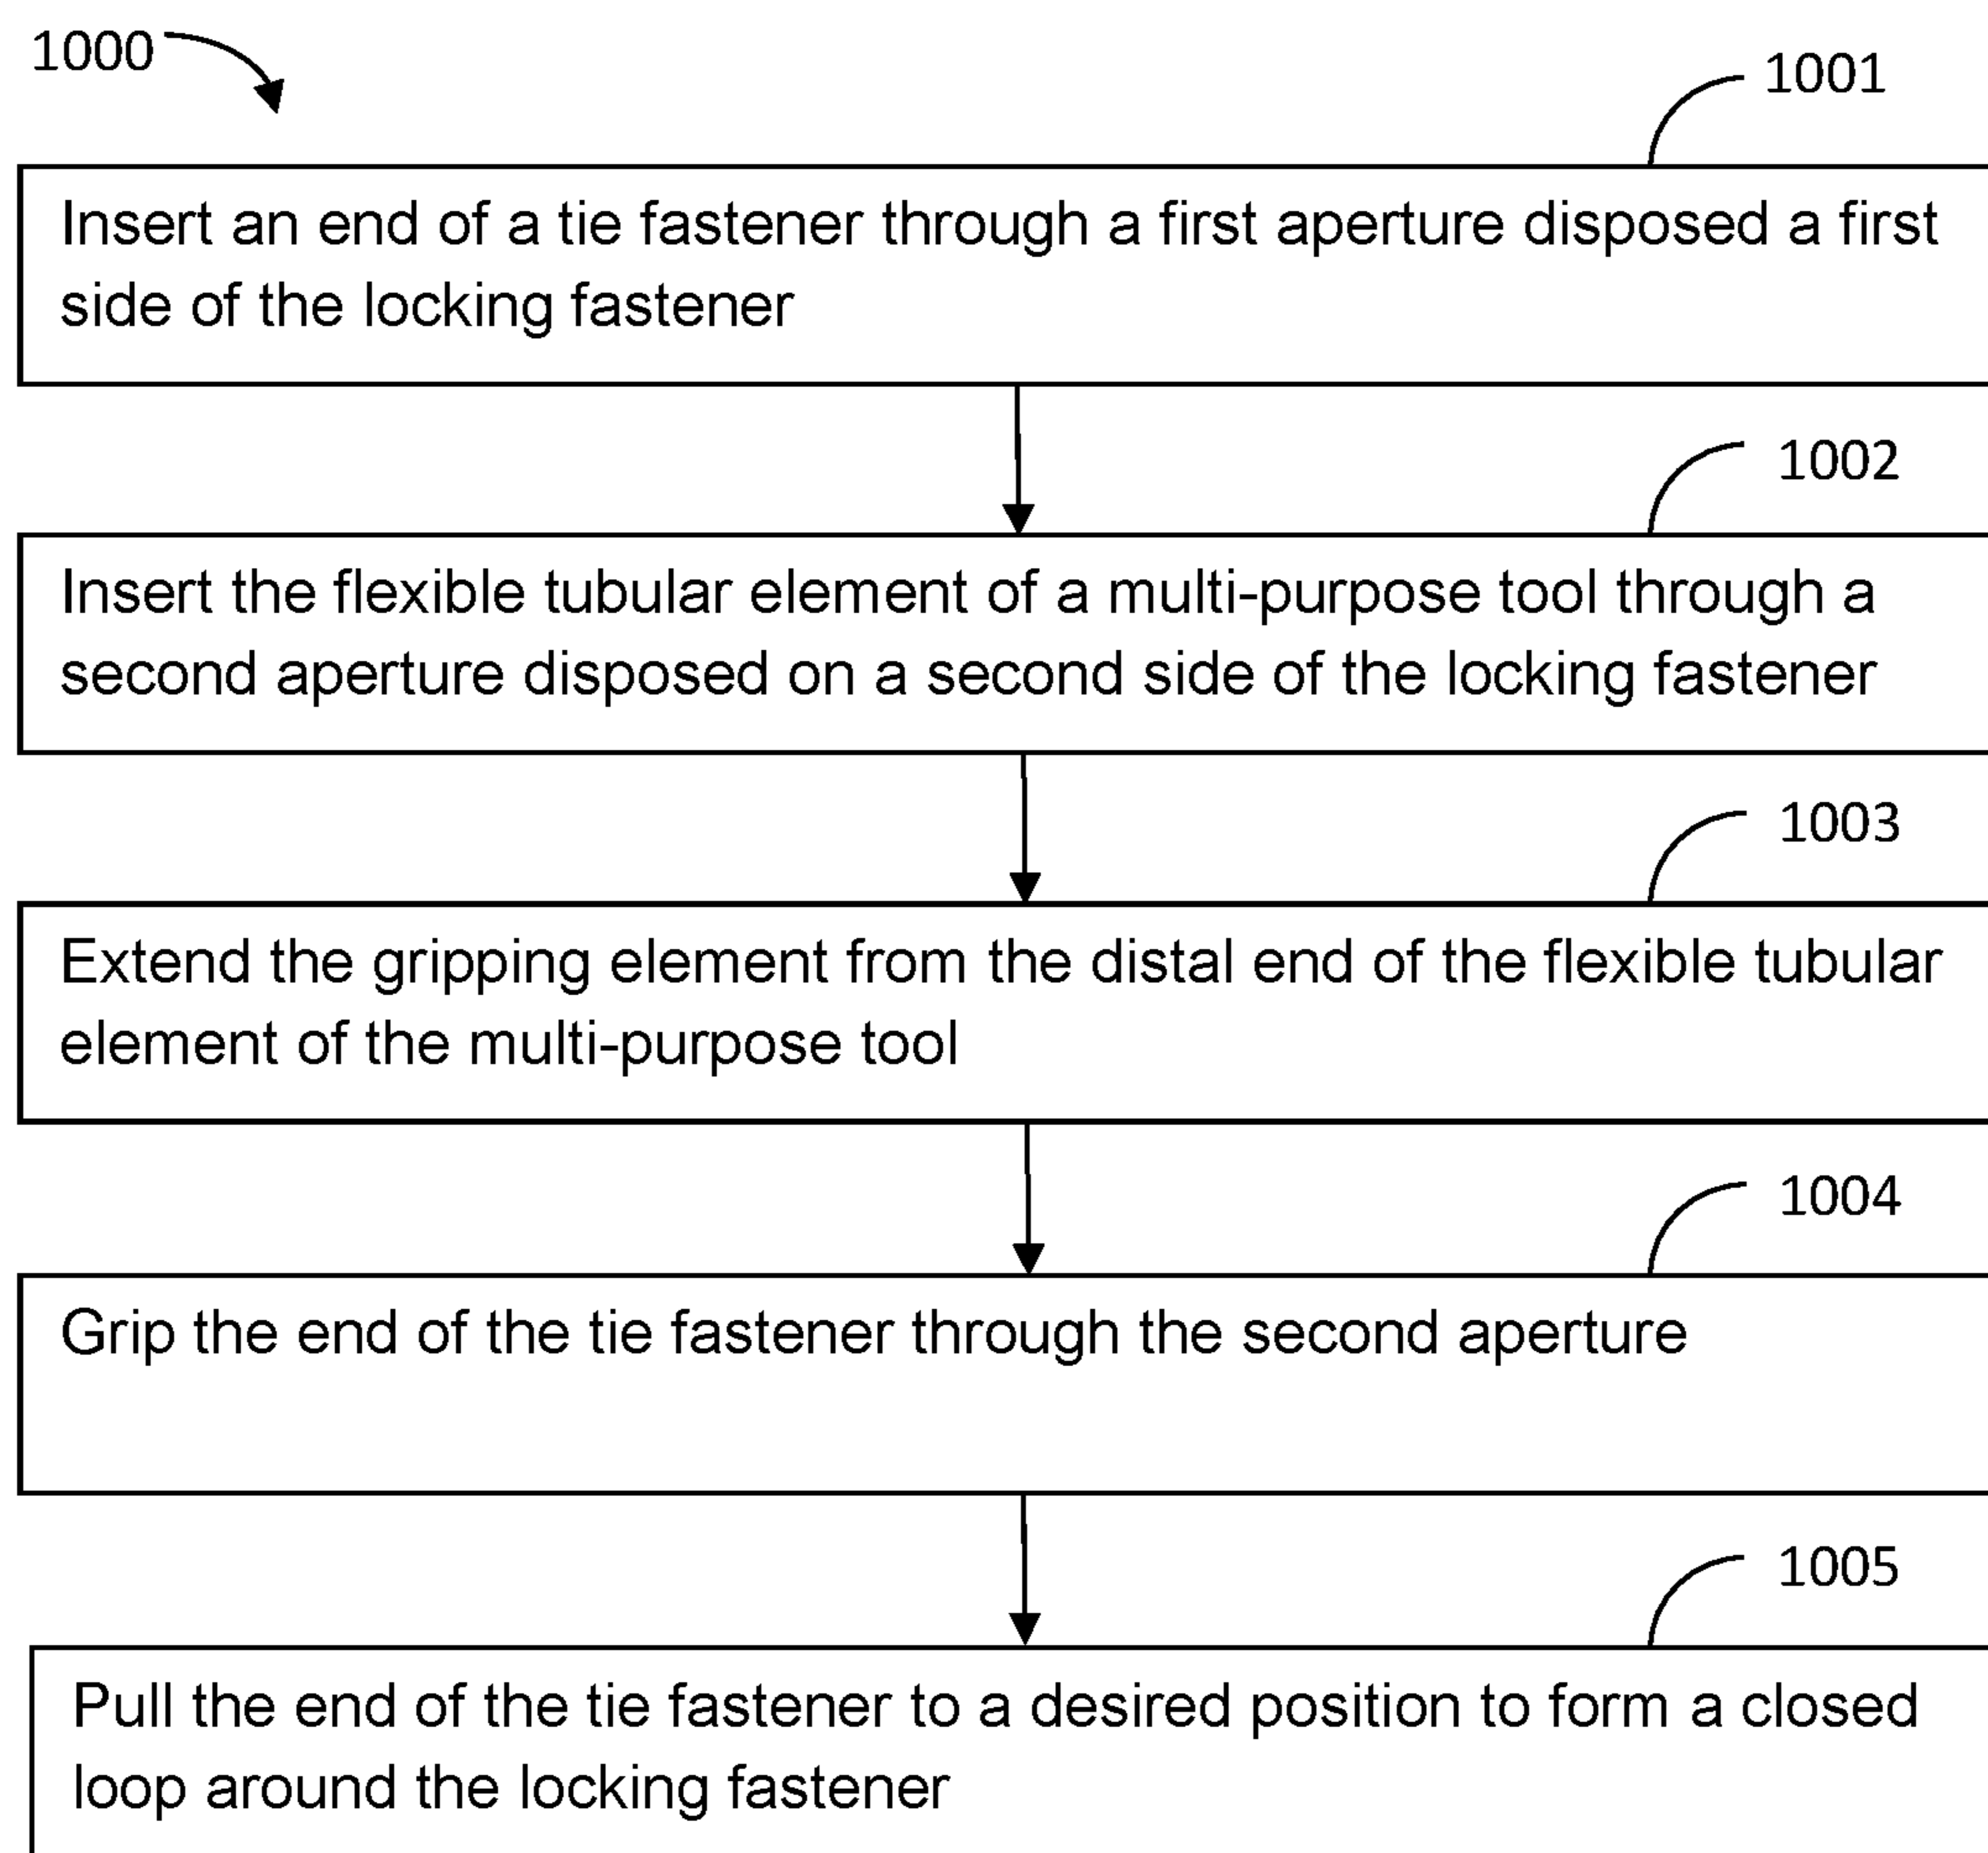 1000
1001
Insert an end of a tie fastener through a first aperture disposed a first
side of the locking fastener
1002
Insert the flexible tubular element of a multi-purpose tool through a
second aperture disposed on a second side of the locking fastener
1003
Extend the gripping element from the distal end of the flexible tubular
element of the multi-purpose tool
1004
Grip the end of the tie fastener through the second aperture
1005
Pull the end of the tie fastener to a desired position to form a closed
loop around the locking fastener